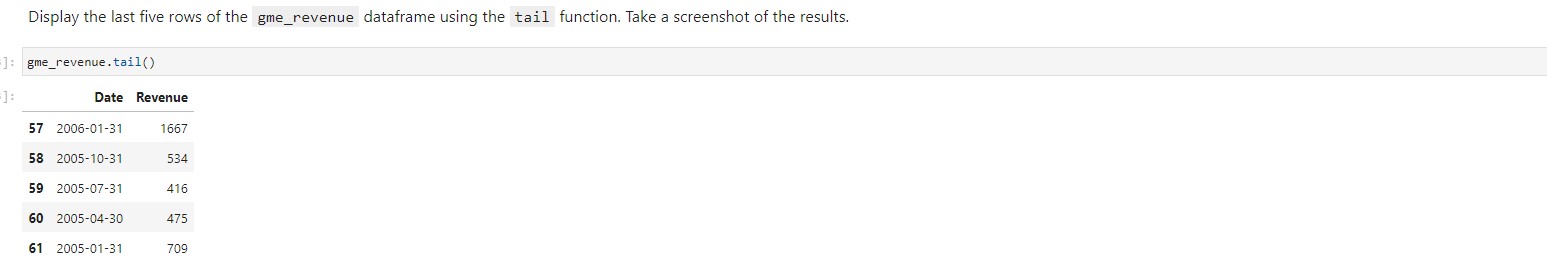 Display the last five rows of the gme_revenue dataframe using the tail function. Take a screenshot of the results.
]: gme_revenue.tail()
]:
Date Revenue
57 2006-01-31 1667
58 2005-10-31 534
59 2005-07-31 416
60 2005-04-30 475
61 2005-01-31 709